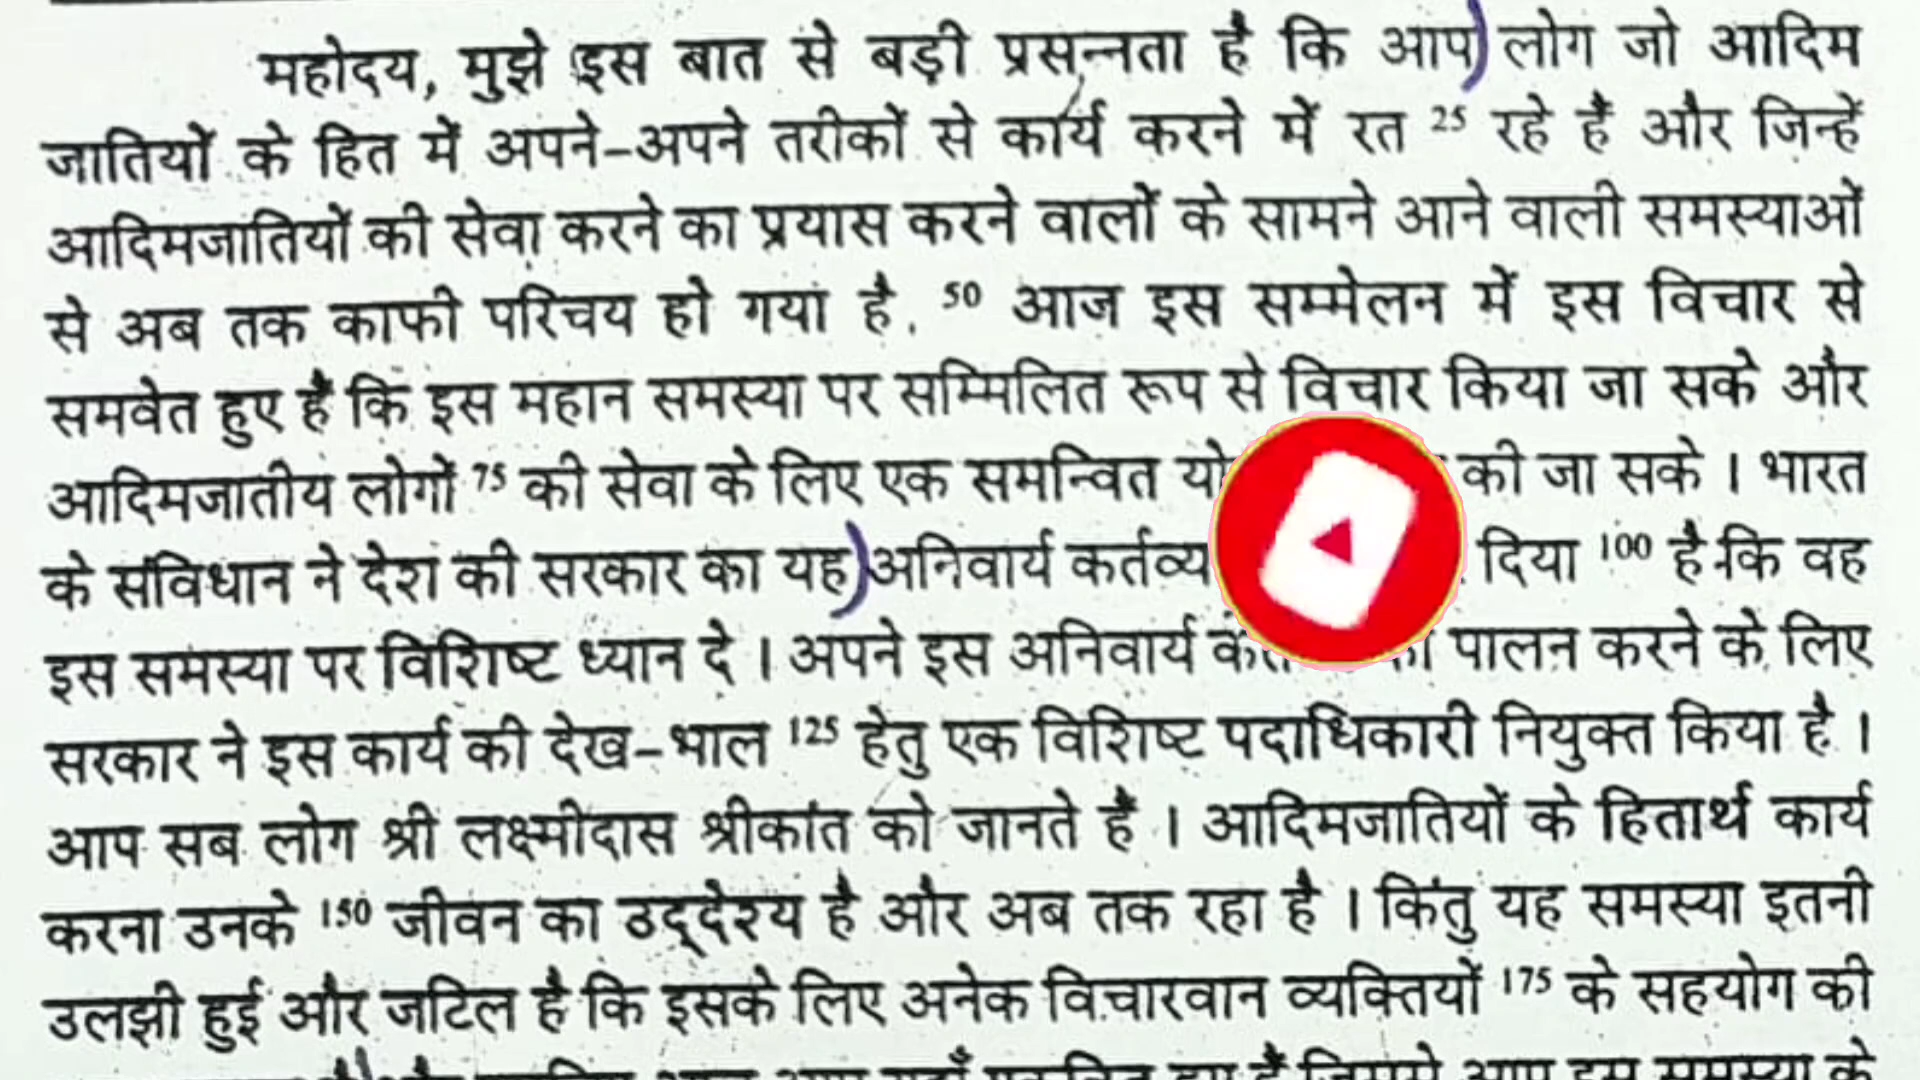 महोदय, मुझे इस बात से बड़ी प्रसन्नता है कि आप) लोग जो आदिम
जातियों के हित में अपने-अपने तरीकों से कार्य करने में रत 25 रहे हैं और जिन्हें
आदिमजातियों की सेवा करने का प्रयास करने वालों के सामने आने वाली समस्याओं
से अब तक काफी परिचय हो गया है. 50 आज इस सम्मेलन में इस विचार से
समवेत हुए हैं कि इस महान समस्या पर सम्मिलित रूप से विचार किया जा सके और
आदिमजातीय लोगों 75 की सेवा के लिए एक समन्वित की जा सके । भारत
के संविधान ने देश की सरकार का यह) अनिवार्य कर्तव्य दिया 100 है कि वह
इस समस्या पर विशिष्ट ध्यान दे । अपने इस अनिवार्य पालन करने के लिए
सरकार ने इस कार्य की देख-भाल 125 हेतु एक विशिष्ट पदाधिकारी नियुक्त किया है ।
आप सब लोग श्री लक्ष्मीदास श्रीकांत को जानते हैं । आदिमजातियों के हितार्थ कार्य
करना उनके 150 जीवन का उद्देश्य है और अब तक रहा है । किंतु यह समस्या इतनी
उलझी हुई और जटिल है कि इसके लिए अनेक विचारवान व्यक्तियों 175 के सहयोग की